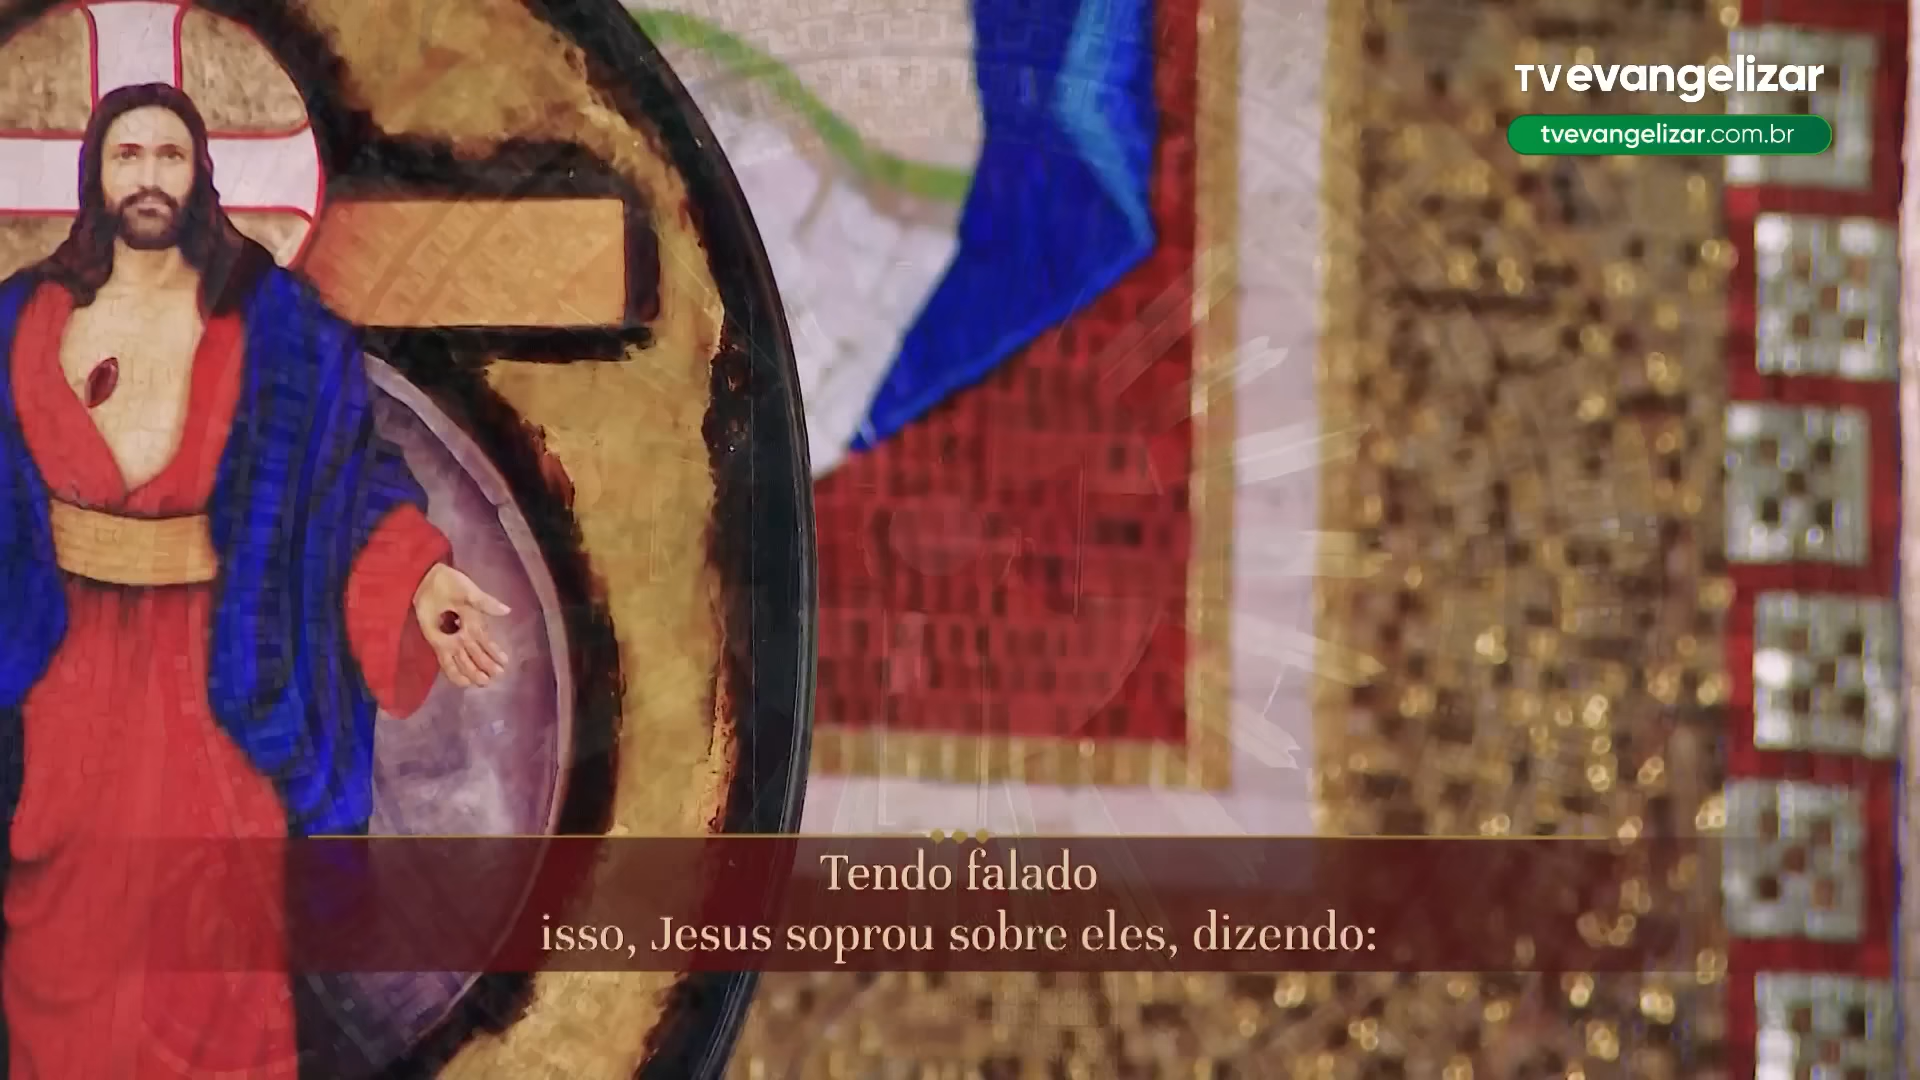 TVevangelizar
tvevangelizar.com.br
Tendo falado
isso, Jesus soprou sobre eles, dizendo: